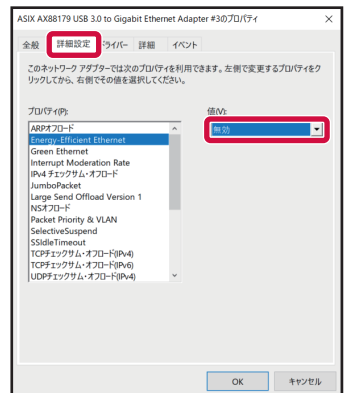 ASIX AX88179 USB 3.0 to Gigabit Ethernet Adapter #3のプロパティ
全般 詳細設定 ドライバー 詳細 イベント
このネットワーク アダプターでは次のプロパティを利用できます。左側で変更するプロパティをク
リックしてから、右側でその値を選択してください。
プロパティ(P):
値(V):
ARPオフロード
無効
Energy-Efficient Ethernet
Green Ethernet
Interrupt Moderation Rate
IPv4 チェックサム・オフロード
JumboPacket
Large Send Offload Version 1
NSオフロード
Packet Priority & VLAN
SelectiveSuspend
SSIdleTimeout
TCPチェックサム・オフロード(IPv4)
TCPチェックサム・オフロード(IPv6)
UDPチェックサム・オフロード(IPv4)
OK キャンセル